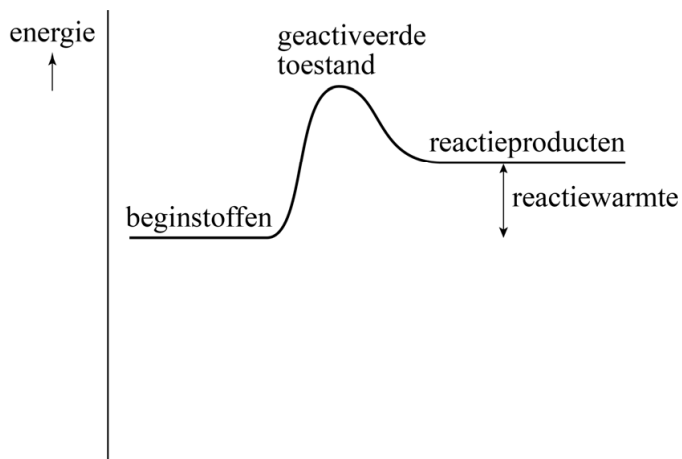 energie
geactiveerde
toestand
reactieproducten
reactiewarmte
beginstoffen